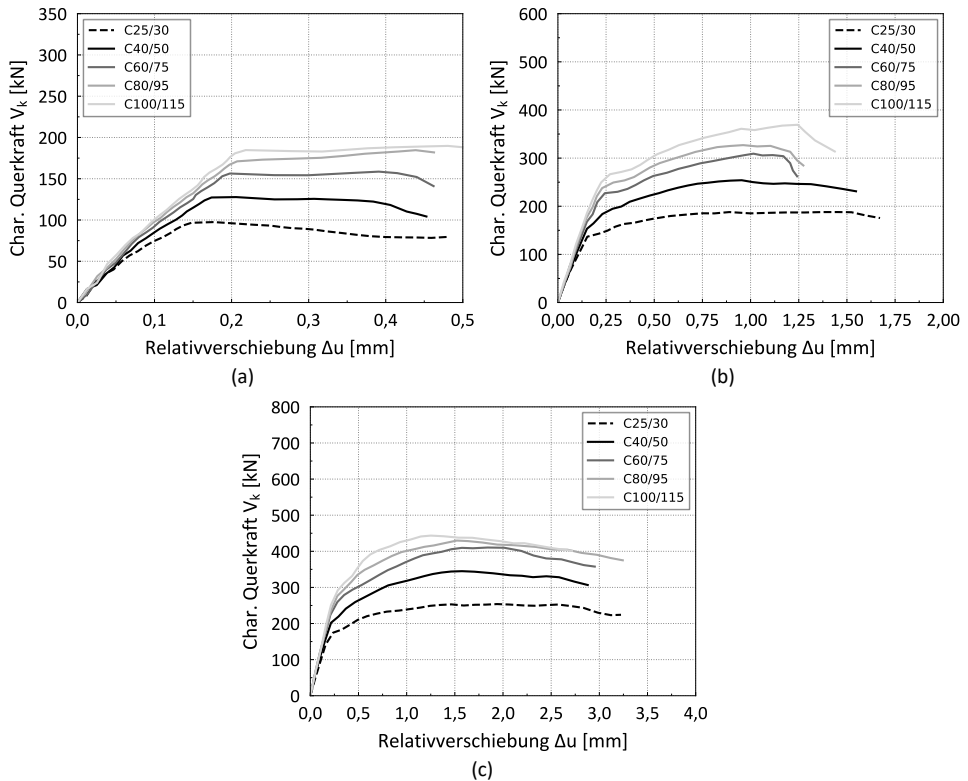 350
300
250
200
150
100
50
0
Char. Querkraft Vk [kN]
C25/30
C40/50
C60/75
C80/95
C100/115
0,0 0,1 0,2 0,3 0,4 0,5
Relativverschiebung Δu [mm]
(a)
600
500
400
300
200
100
0
Char. Querkraft Vk [kN]
C25/30
C40/50
C60/75
C80/95
C100/115
0,00 0,25 0,50 0,75 1,00 1,25 1,50 1,75 2,00
Relativverschiebung Δu [mm]
(b)
800
700
600
500
400
300
200
100
0
Char. Querkraft Vk [kN]
C25/30
C40/50
C60/75
C80/95
C100/115
0,0 0,5 1,0 1,5 2,0 2,5 3,0 3,5 4,0
Relativverschiebung Δu [mm]
(c)